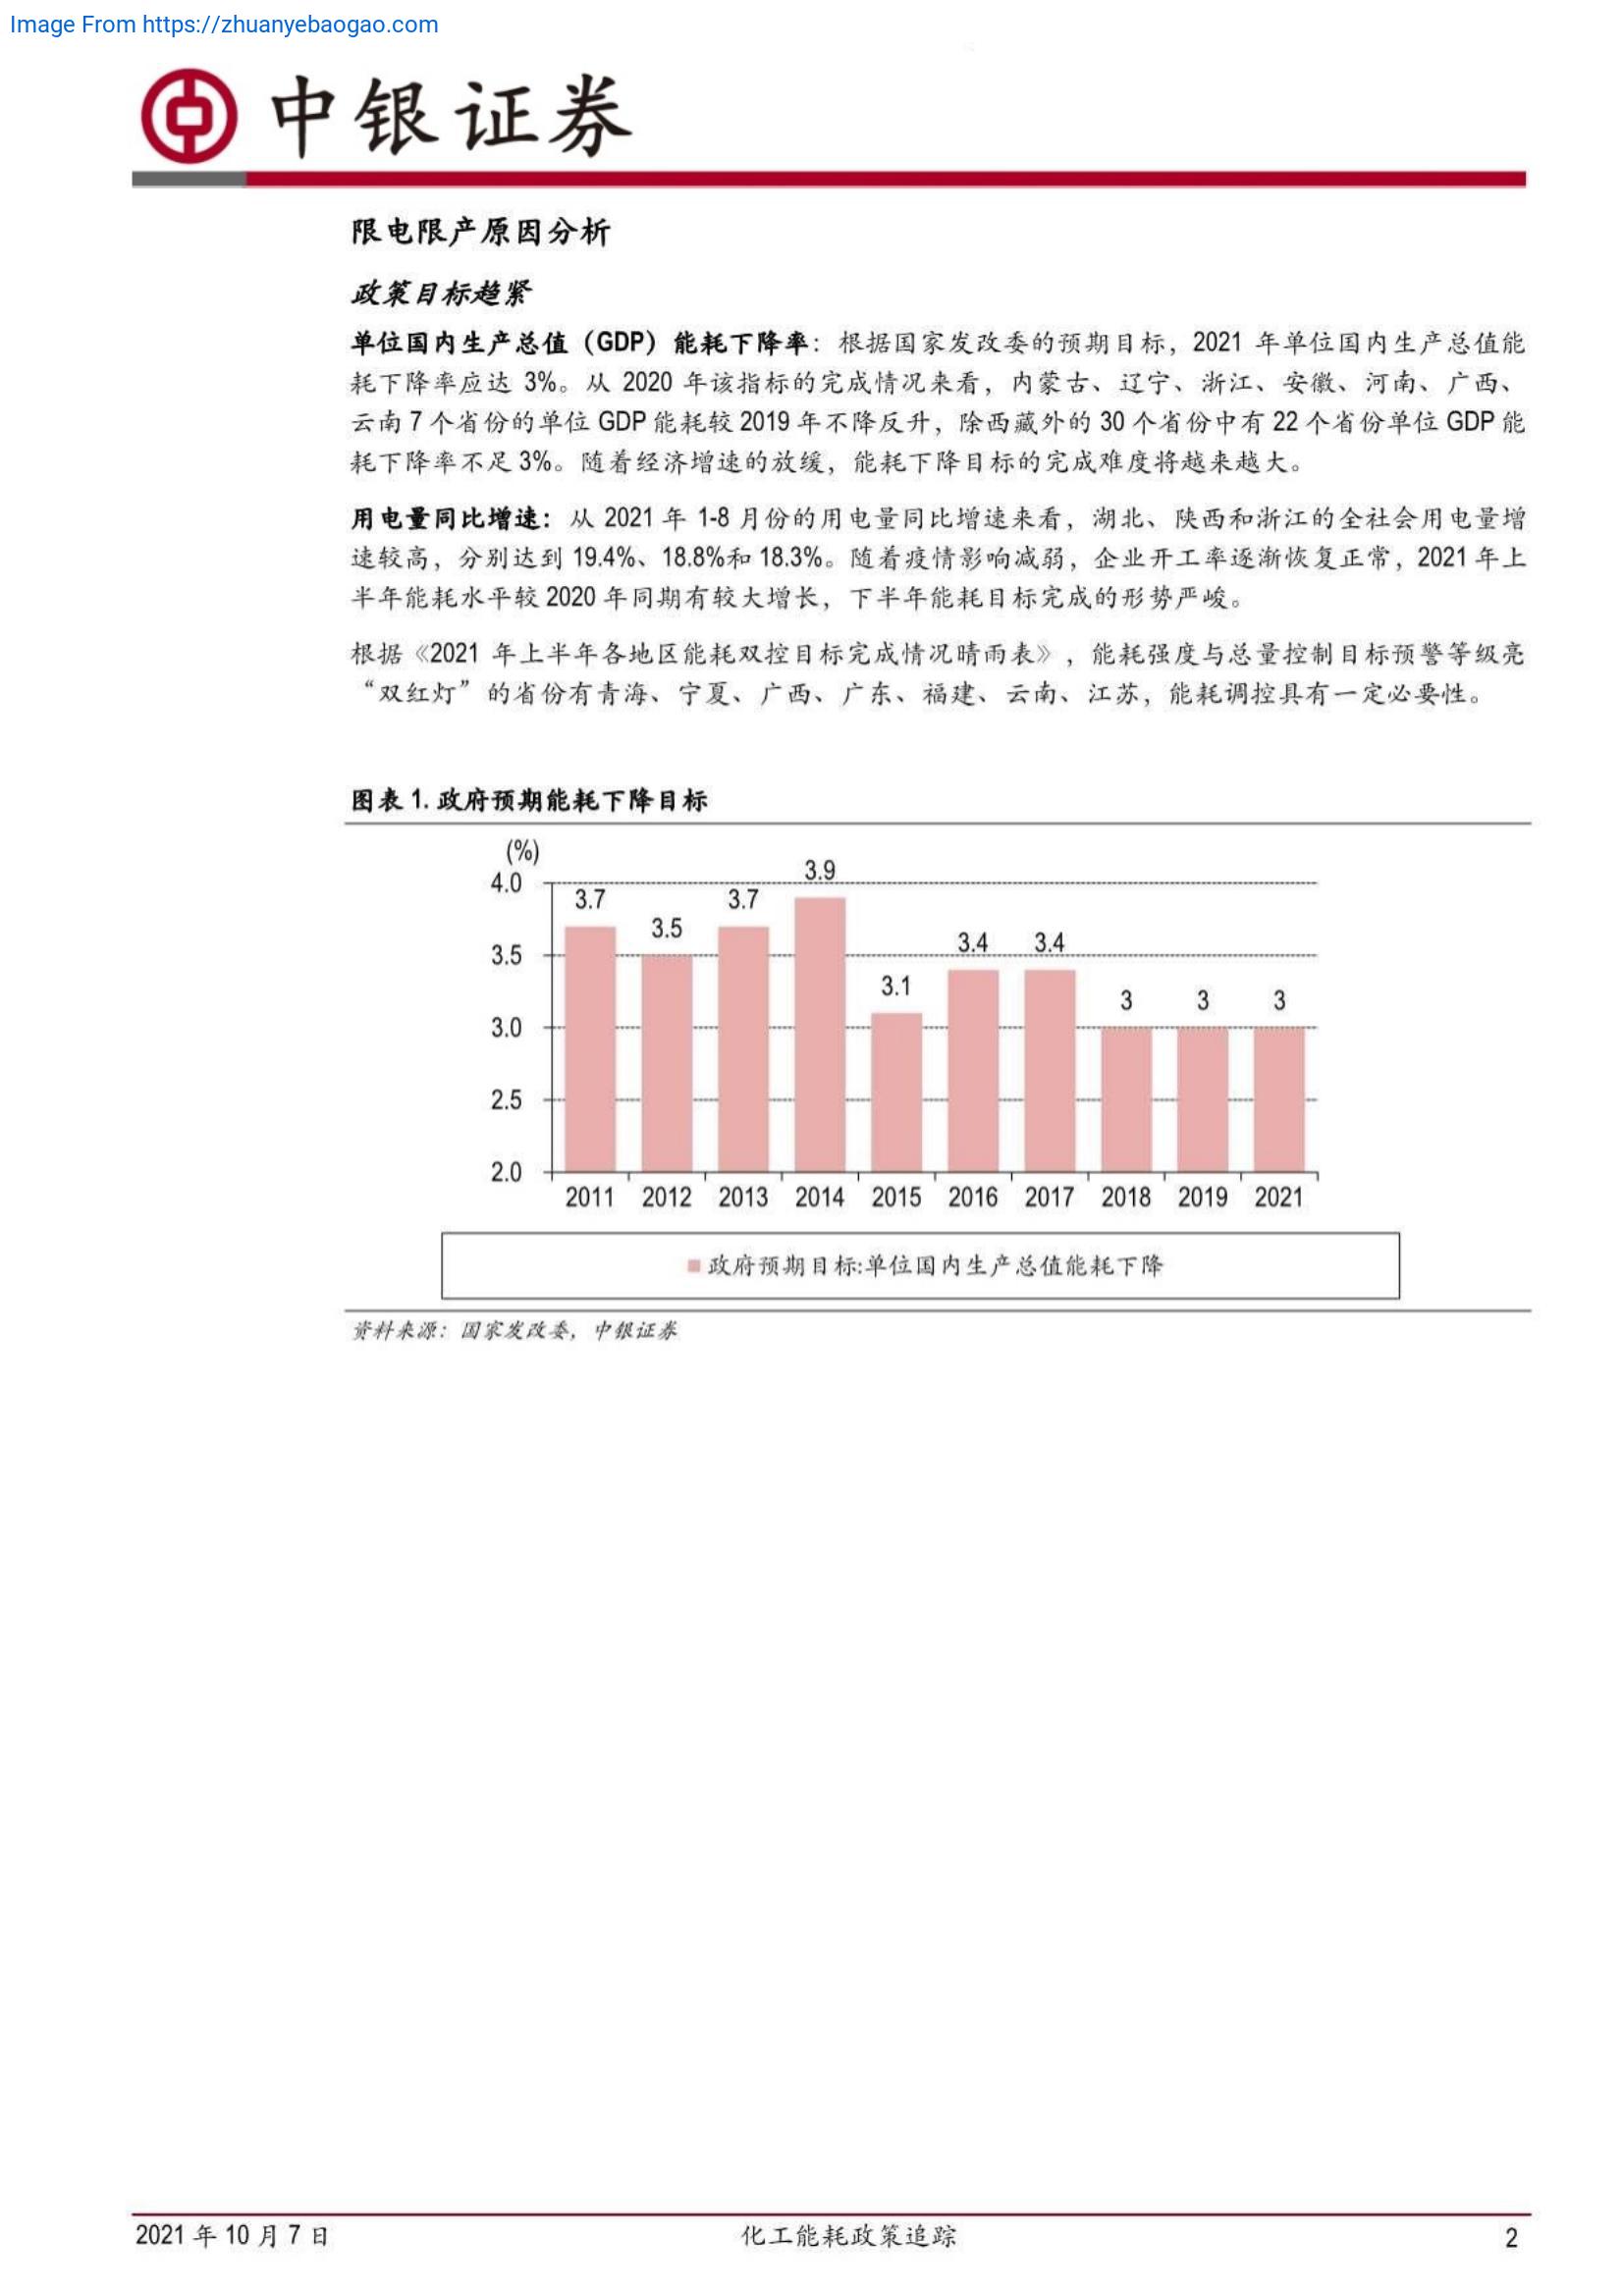 Image From https://zhuanyebaogao.com
中银证券
限电限产原因分析
政策目标趋紧
单位国内生产总值（GDP）能耗下降率：根据国家发改委的预期目标，2021 年单位国内生产总值能
耗下降率应达 3%。从 2020 年该指标的完成情况来看，内蒙古、辽宁、浙江、安徽、河南、广西、
云南 7 个省份的单位 GDP 能耗较 2019 年不降反升，除西藏外的 30 个省份中有 22 个省份单位 GDP 能
耗下降率不足 3%。随着经济增速的放缓，能耗下降目标的完成难度将越来越大。
用电量同比增速：从 2021 年 1-8 月份的用电量同比增速来看，湖北、陕西和浙江的全社会用电量增
速较高，分别达到 19.4%、18.8%和 18.3%。随着疫情影响减弱，企业开工率逐渐恢复正常，2021 年上
半年能耗水平较 2020 年同期有较大增长，下半年能耗目标完成的形势严峻。
根据《2021 年上半年各地区能耗双控目标完成情况晴雨表》，能耗强度与总量控制目标预警等级亮
“双红灯”的省份有青海、宁夏、广西、广东、福建、云南、江苏，能耗调控具有一定必要性。
图表 1. 政府预期能耗下降目标
(%)
4.0
3.5
3.0
2.5
2.0
3.7
3.5
3.7
3.9
3.1
3.4
3.4
3
3
3
2011 2012 2013 2014 2015 2016 2017 2018 2019 2021
政府预期目标:单位国内生产总值能耗下降
资料来源：国家发改委，中银证券
2021 年 10 月 7 日 化工能耗政策追踪 2